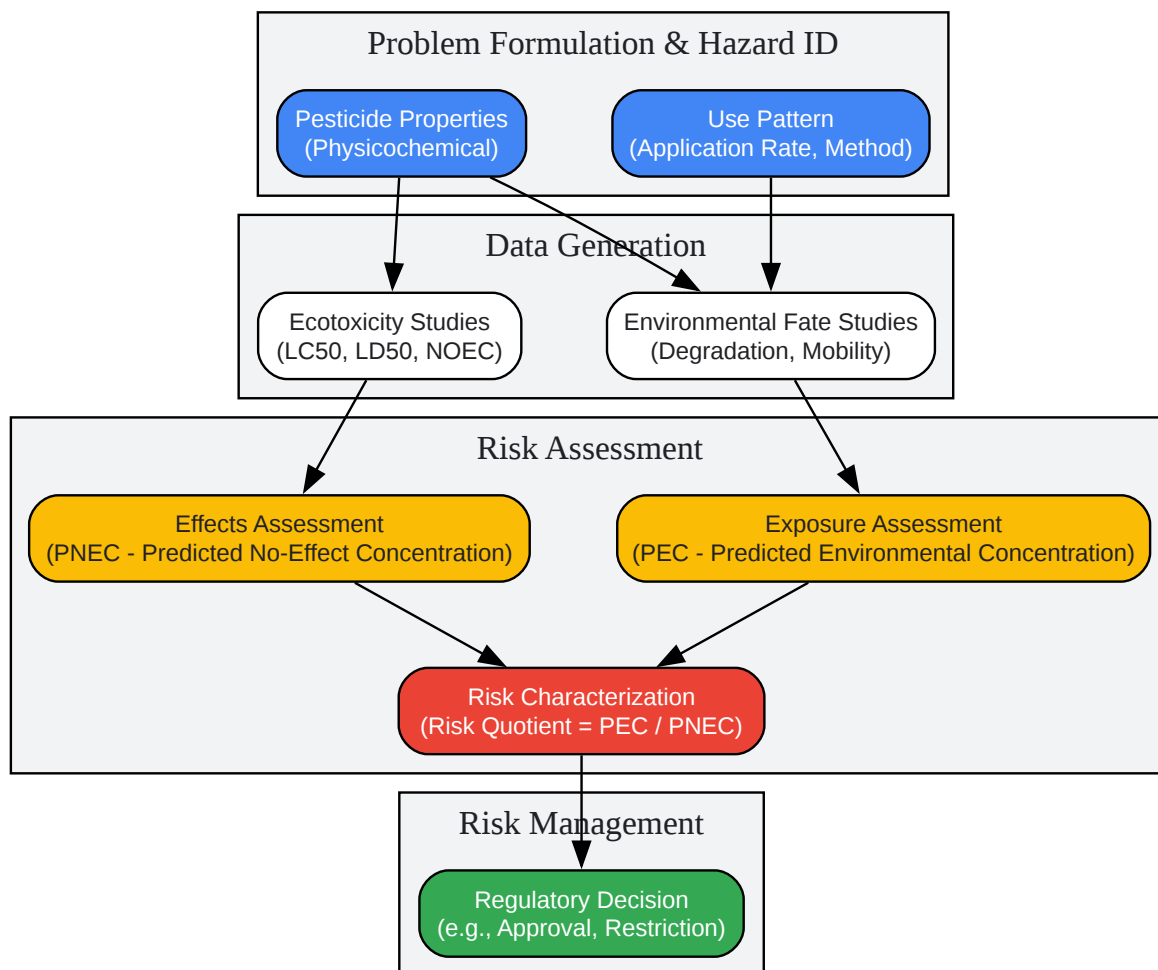 Problem Formulation & Hazard ID
Pesticide Properties
(Physicochemical)
Use Pattern
(Application Rate, Method)
Data Generation
Ecotoxicity Studies
(LC50, LD50, NOEC)
Environmental Fate Studies
(Degradation, Mobility)
Risk Assessment
Effects Assessment
(PNEC - Predicted No-Effect Concentration)
Exposure Assessment
(PEC - Predicted Environmental Concentration)
Risk Characterization
(Risk Quotient = PEC / PNEC)
Risk Management
Regulatory Decision
(e.g., Approval, Restriction)